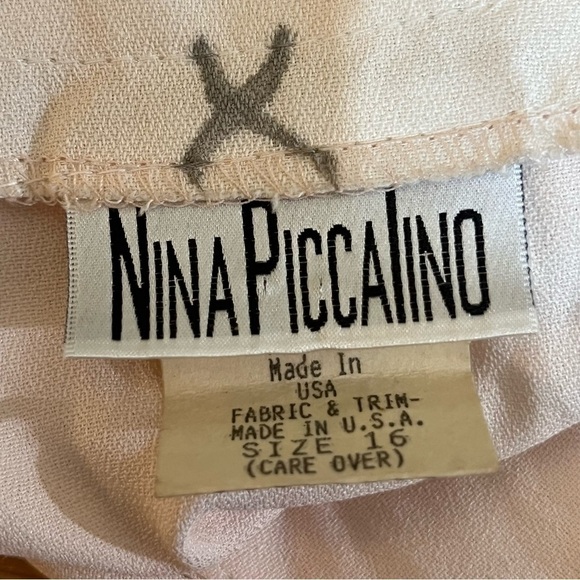 X
NINA PICCALINO
Made In
USA
FABRIC & TRIM-
MADE IN U.S.A.
SIZE 16
(CARE OVER)